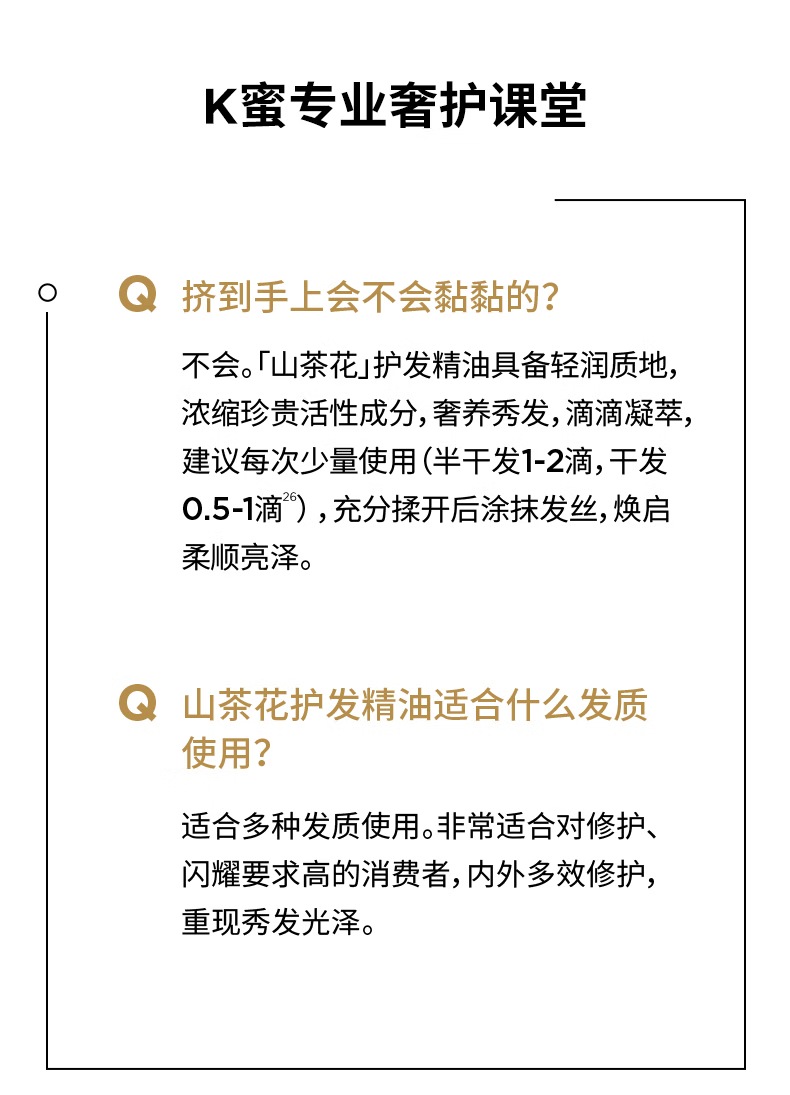 K蜜专业奢护课堂
Q 挤到手上会不会黏黏的？
不会。「山茶花」护发精油具备轻润质地，
浓缩珍贵活性成分，奢养秀发，滴滴凝萃，
建议每次少量使用（半干发1-2滴，干发
0.5-1滴26），充分揉开后涂抹发丝，焕启
柔顺亮泽。
Q 山茶花护发精油适合什么发质
使用？
适合多种发质使用。非常适合对修护、
闪耀要求高的消费者，内外多效修护，
重现秀发光泽。